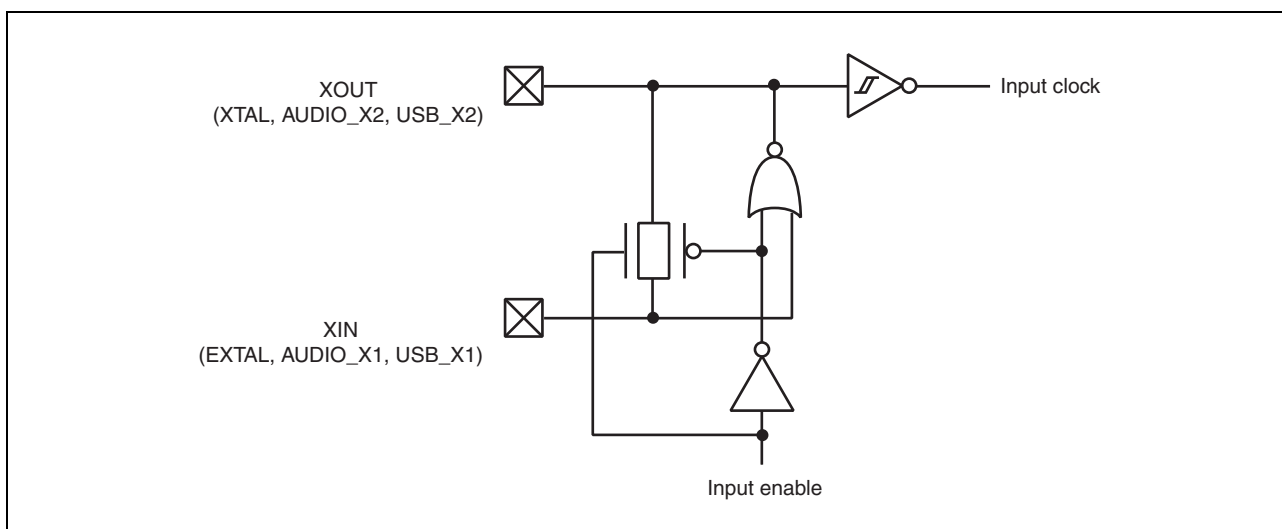 XOUT
(XTAL, AUDIO_X2, USB_X2)
Input clock
XIN
(EXTAL, AUDIO_X1, USB_X1)
Input enable